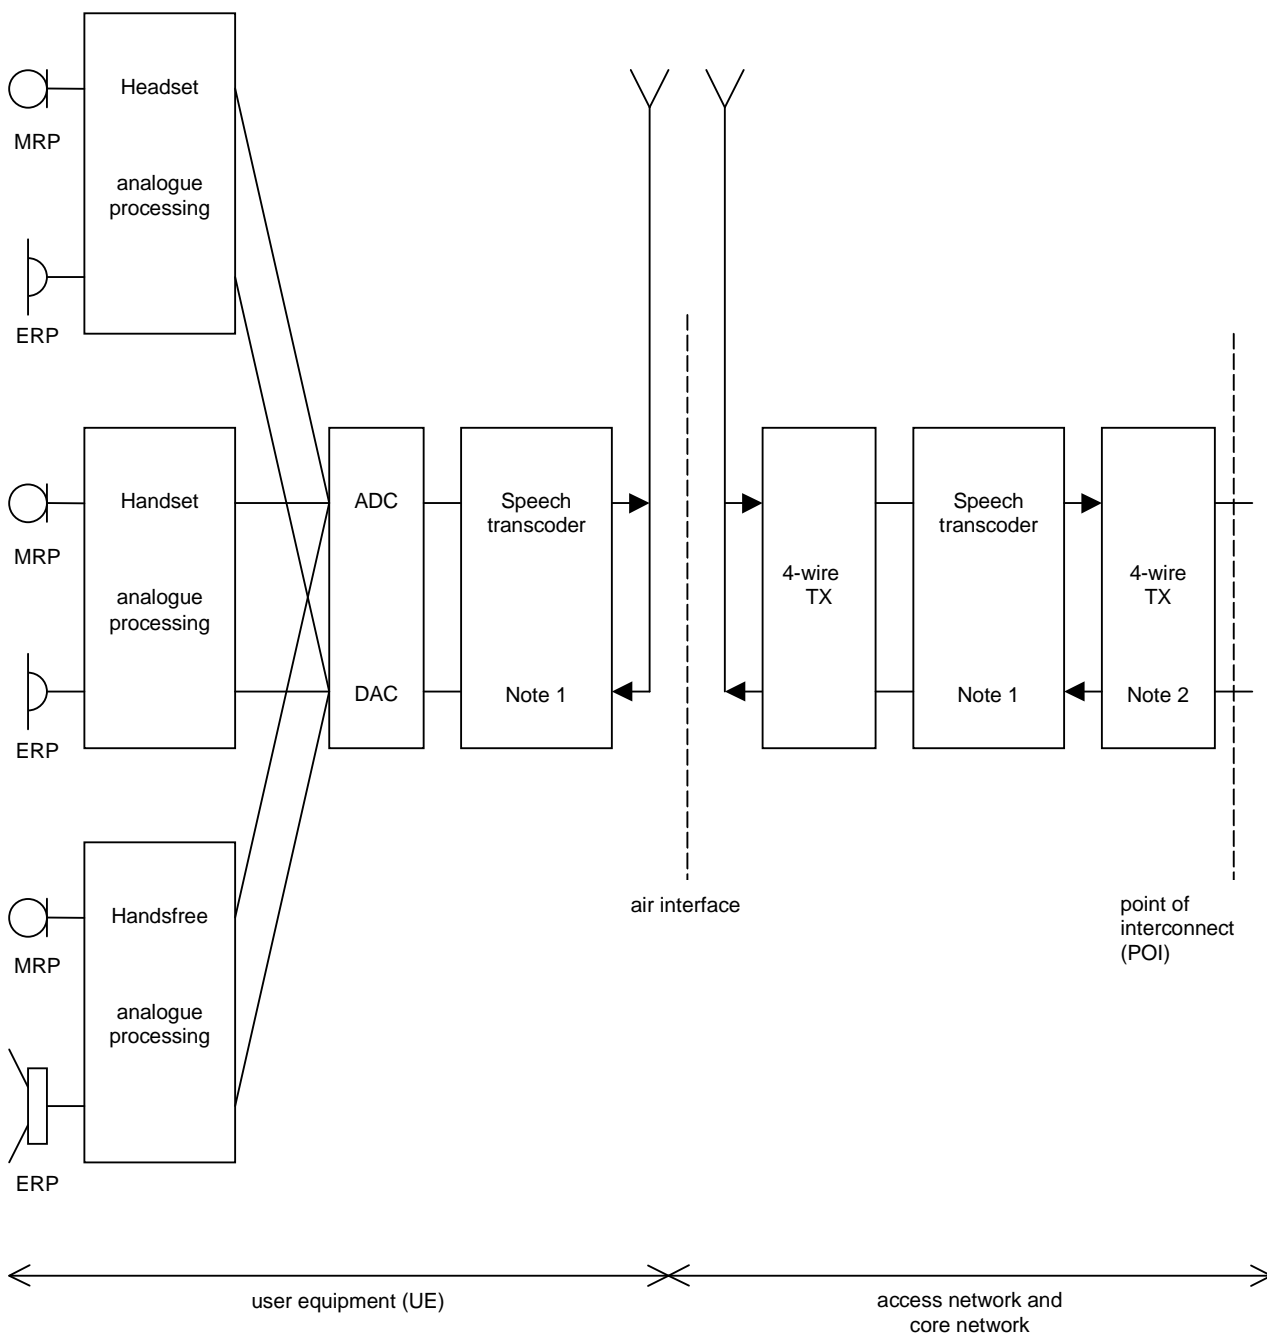 Headset
MRP
analogue
processing
ERP
Handset
MRP
analogue
processing
ERP
ADC
DAC
Speech
transcoder
Note 1
4-wire
TX
Speech
transcoder
Note 1
4-wire
TX
Note 2
Handsfree
MRP
analogue
processing
ERP
air interface
point of
interconnect
(POI)
user equipment (UE)
access network and
core network